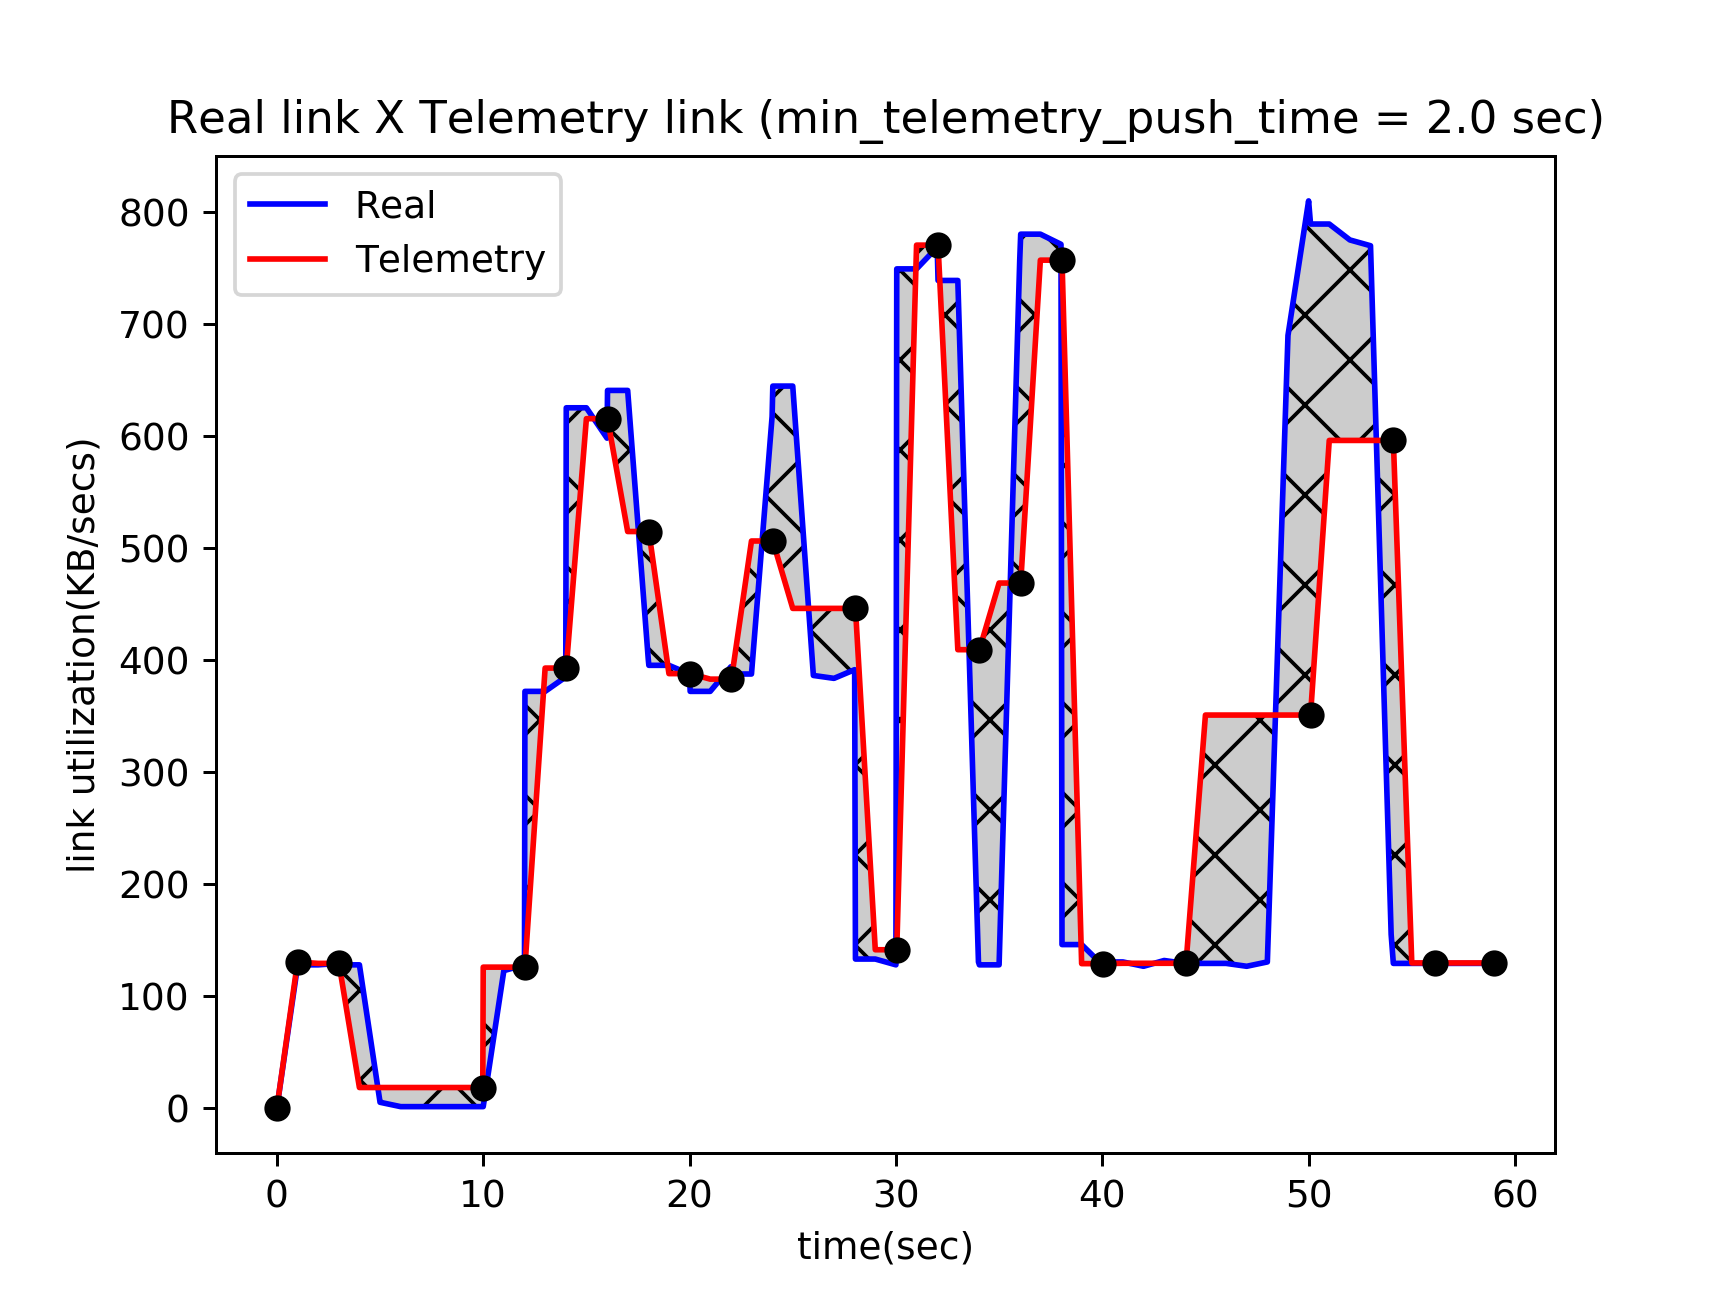 Real link X Telemetry link (min_telemetry_push_time = 2.0 sec)
Real
Telemetry
800
700
600
500
400
300
200
100
0
link utilization(KB/secs)
0 10 20 30 40 50 60
time(sec)